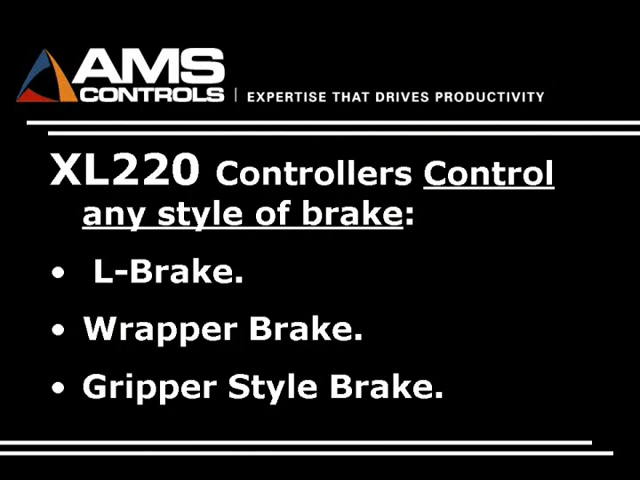 AMS
CONTROLS | EXPERTISE THAT DRIVES PRODUCTIVITY
XL220 Controllers Control
any style of brake:
• L-Brake.
• Wrapper Brake.
• Gripper Style Brake.